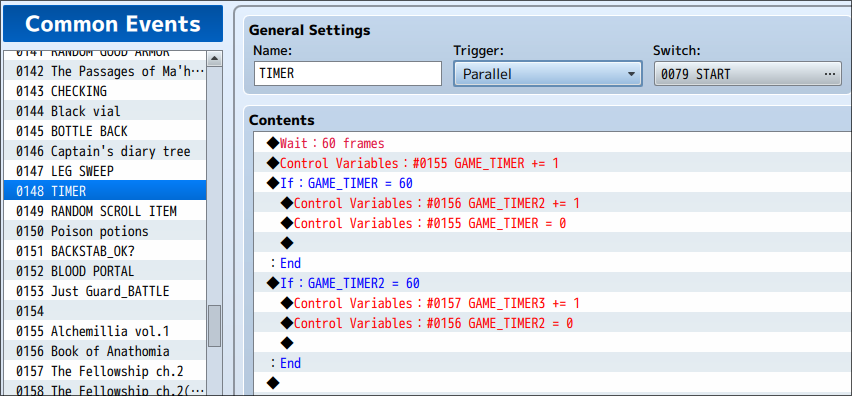 Common Events
0141 RANDOM GOOD ARMOR
0142 The Passages of Ma'h…
0143 CHECKING
0144 Black vial
0145 BOTTLE BACK
0146 Captain's diary tree
0147 LEG SWEEP
0148 TIMER
0149 RANDOM SCROLL ITEM
0150 Poison potions
0151 BACKSTAB_OK?
0152 BLOOD PORTAL
0153 Just Guard_BATTLE
0154
0155 Alchemillia vol.1
0156 Book of Anathomia
0157 The Fellowship ch.2
0158 The Fellowship ch.2(…
General Settings
Name:
Trigger:
Switch:
TIMER
Parallel
0079 START
…
Contents
◆Wait：60 frames
◆Control Variables：#0155 GAME_TIMER += 1
◆If：GAME_TIMER = 60
◆Control Variables：#0156 GAME_TIMER2 += 1
◆Control Variables：#0155 GAME_TIMER = 0
◆
：End
◆If：GAME_TIMER2 = 60
◆Control Variables：#0157 GAME_TIMER3 += 1
◆Control Variables：#0156 GAME_TIMER2 = 0
◆
：End
◆